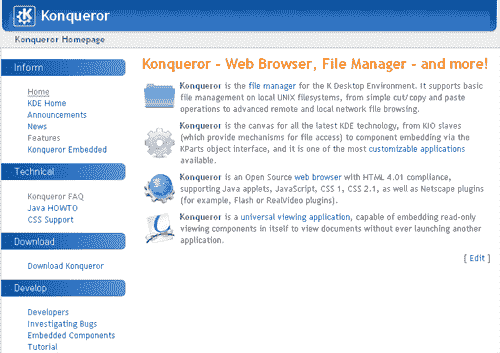 Konqueror
Konqueror Homepage
Inform
Home
KDE Home
Announcements
News
Features
Konqueror Embedded
Technical
Konqueror FAQ
Java HOWTO
CSS Support
Download
Download Konqueror
Develop
Developers
Investigating Bugs
Embedded Components
Tutorial
Konqueror - Web Browser, File Manager - and more!
Konqueror is the file manager for the K Desktop Environment. It supports basic
file management on local UNIX filesystems, from simple cut/copy and paste
operations to advanced remote and local network file browsing.
Konqueror is the canvas for all the latest KDE technology, from KIO slaves
(which provide mechanisms for file access) to component embedding via the
KParts object interface, and it is one of the most customizable applications
available.
Konqueror is an Open Source web browser with HTML 4.01 compliance,
supporting Java applets, JavaScript, CSS 1, CSS 2.1, as well as Netscape plugins
(for example, Flash or RealVideo plugins).
Konqueror is a universal viewing application, capable of embedding read-only
viewing components in itself to view documents without ever launching another
application.
[ Edit ]